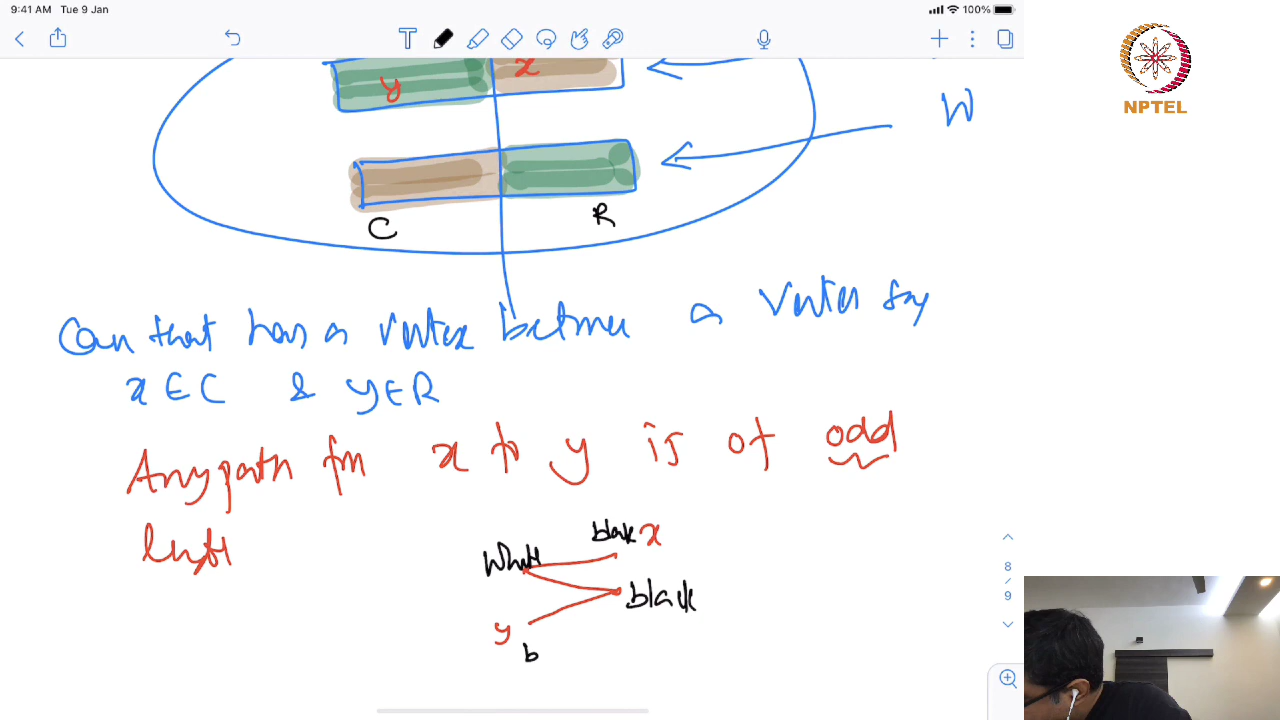 9:41 AM Tue 9 Jan
100%
T
NPTEL
y x
W
C R
Can that has a vertex between a vertex say
x ∈ C & y ∈ R
Any path from x to y is of odd
length
black x
White
black
y
b
8
/
9